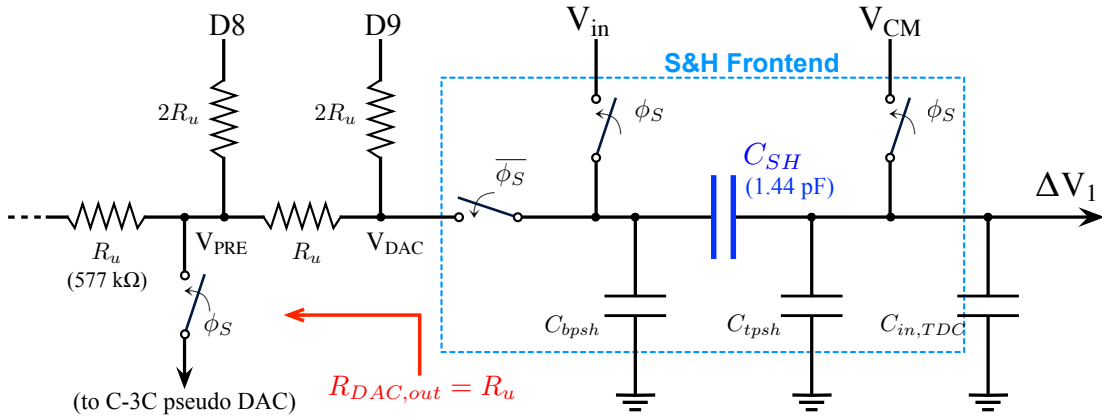 D8
D9
V_in
V_CM
S&H Frontend
2R_u
2R_u
ϕ_S
ϕ_S
\overline{ϕ_S}
C_SH
(1.44 pF)
ΔV_1
R_u
(577 kΩ)
V_PRE
R_u
V_DAC
ϕ_S
C_bpsh
C_tpsh
C_in,TDC
R_DAC,out = R_u
(to C-3C pseudo DAC)